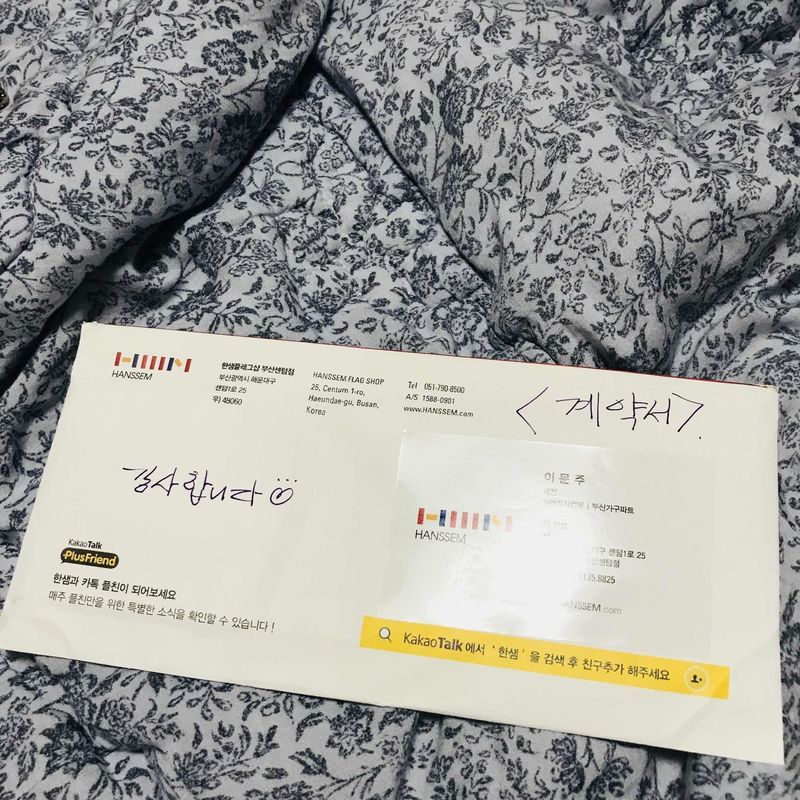 HANSSEM
한샘플래그샵 부산센텀점
부산광역시 해운대구
센텀1로 25
우) 48060
HANSSEM FLAG SHOP
25, Centum 1-ro,
Haeundae-gu, Busan,
Korea
Tel 051-790-8500
A/S 1588-0901
www.HANSSEM.com
<계약서>.
감사합니다
이문주
부산가구파트
HANSSEM
센텀1로 25
부산센텀점
135.8825
HANSSEM.com
KakaoTalk
PlusFriend
한샘과 카톡 플친이 되어보세요
매주 플친만을 위한 특별한 소식을 확인할 수 있습니다 !
KakaoTalk 에서 ' 한샘 ' 을 검색 후 친구추가 해주세요